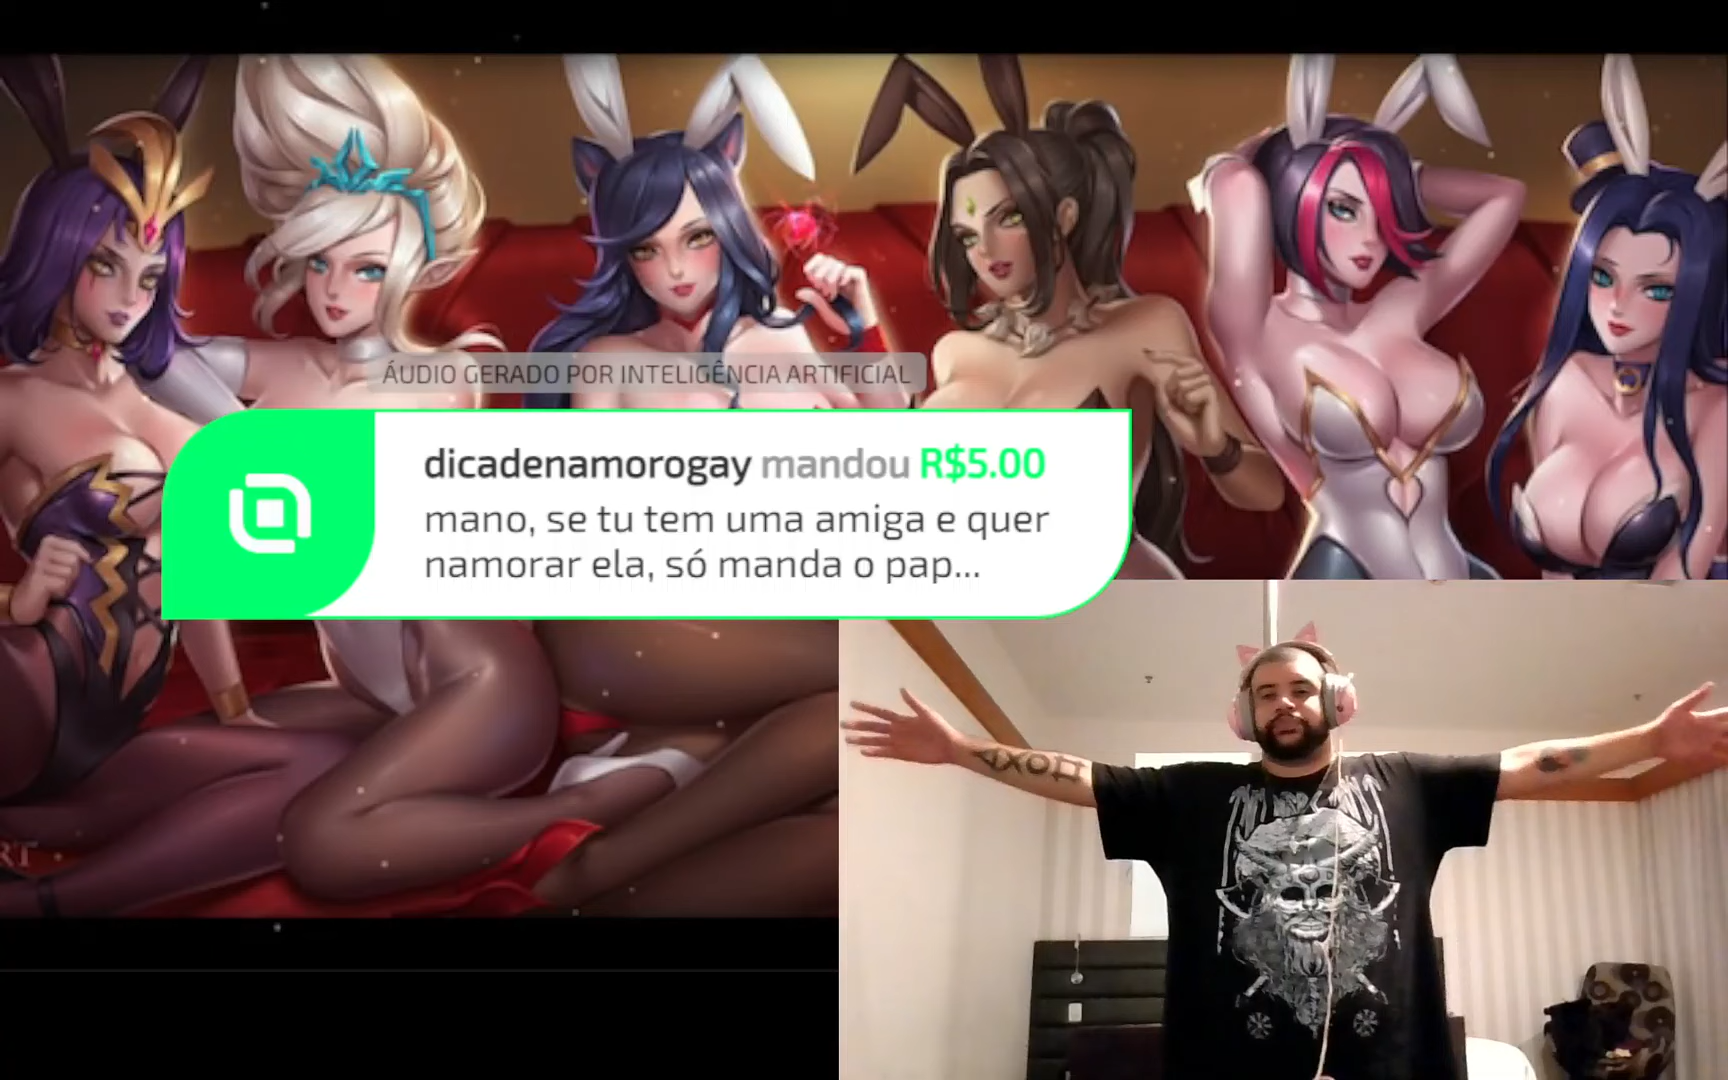 ÁUDIO GERADO POR INTELIGÊNCIA ARTIFICIAL
dicadenamorogay mandou R$5.00
mano, se tu tem uma amiga e quer
namorar ela, só manda o pap...
RT